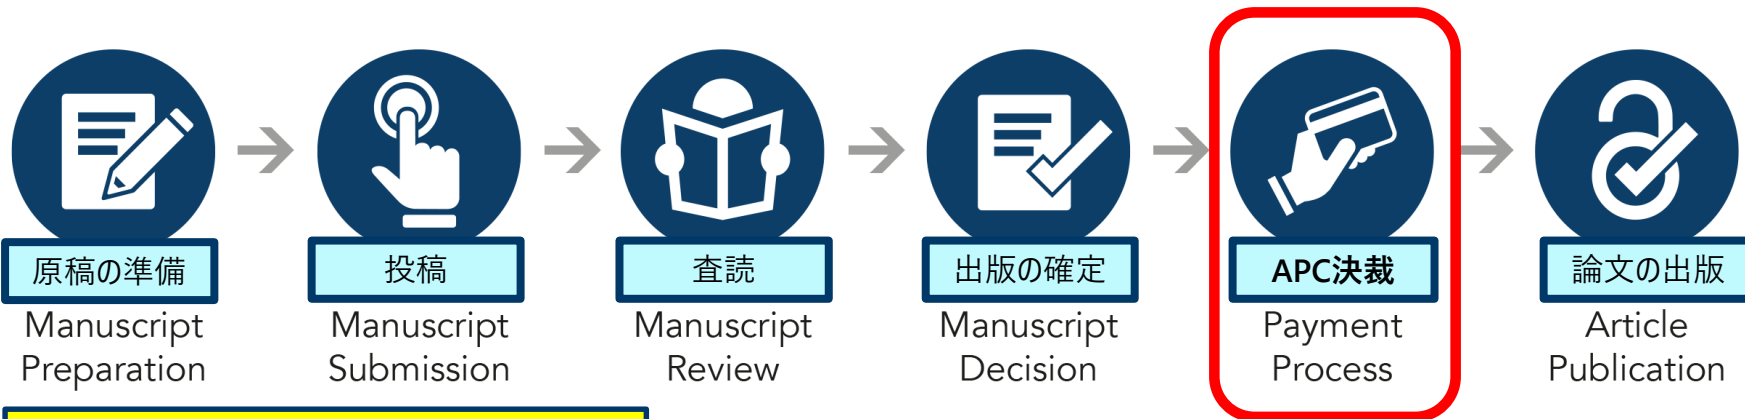 原稿の準備
投稿
査読
出版の確定
APC決裁
論文の出版
Manuscript
Preparation
Manuscript
Submission
Manuscript
Review
Manuscript
Decision
Payment
Process
Article
Publication